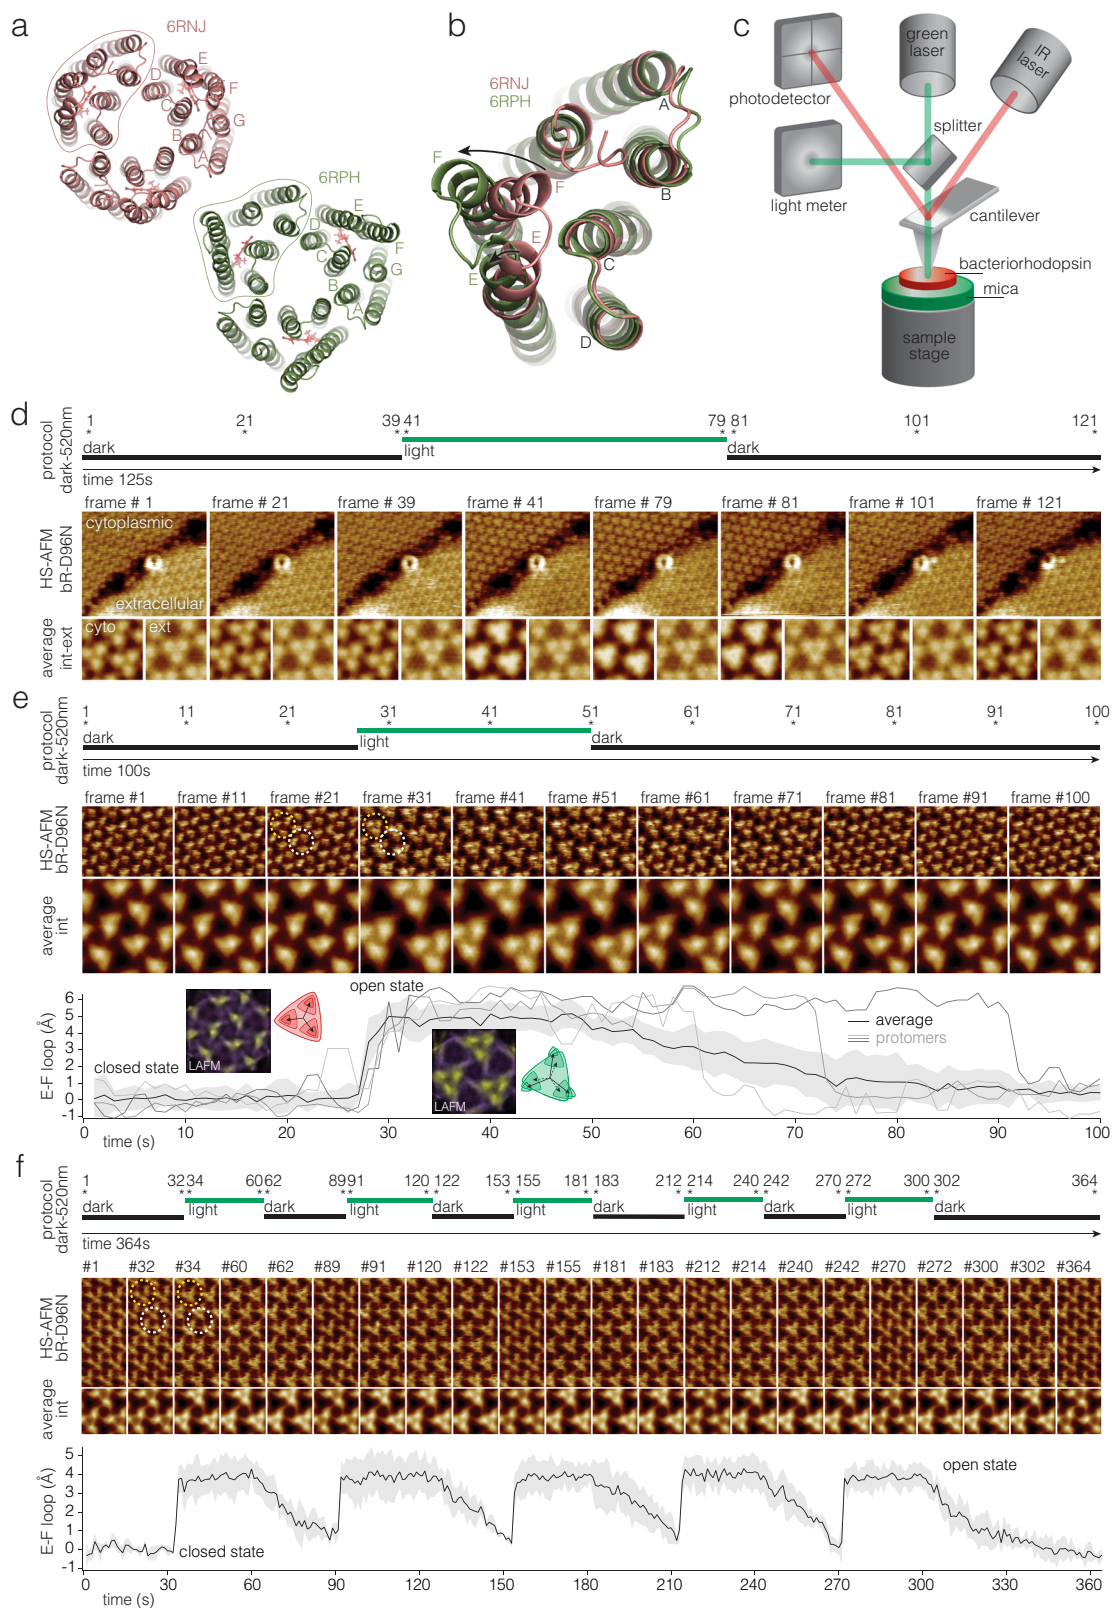 a
6RNJ
E
D
F
C
G
B
A
6RPH
E
D
F
C
G
B
A
b
6RNJ
6RPH
A
F
F
B
E
E
C
D
c
green
laser
IR
laser
photodetector
splitter
light meter
cantilever
bacteriorhodopsin
mica
sample
stage
d
protocol
dark-520nm
1 21 39 41 79 81 101 121
* * * * * * * *
dark light dark
time 125s
frame # 1 frame # 21 frame # 39 frame # 41 frame # 79 frame # 81 frame # 101 frame # 121
HS-AFM
bR-D96N
cytoplasmic
extracellular
average
int-ext
cyto ext
e
protocol
dark-520nm
1 11 21 31 41 51 61 71 81 91 100
* * * * * * * * * * *
dark light dark
time 100s
frame #1 frame #11 frame #21 frame #31 frame #41 frame #51 frame #61 frame #71 frame #81 frame #91 frame #100
HS-AFM
bR-D96N
average
int
E-F loop (Å)
6
5
4
3
2
1
0
-1
open state
closed state
LAFM
LAFM
average
protomers
0 10 20 30 40 50 60 70 80 90 100
time (s)
f
protocol
dark-520nm
1 32 34 60 62 89 91 120 122 153 155 181 183 212 214 240 242 270 272 300 302 364
* * * * * * * * * * * * * * * * * * * * * *
dark light dark light dark light dark light dark light dark
time 364s
#1 #32 #34 #60 #62 #89 #91 #120 #122 #153 #155 #181 #183 #212 #214 #240 #242 #270 #272 #300 #302 #364
HS-AFM
bR-D96N
average
int
E-F loop (Å)
5
4
3
2
1
0
-1
open state
closed state
0 30 60 90 120 150 180 210 240 270 300 330 360
time (s)